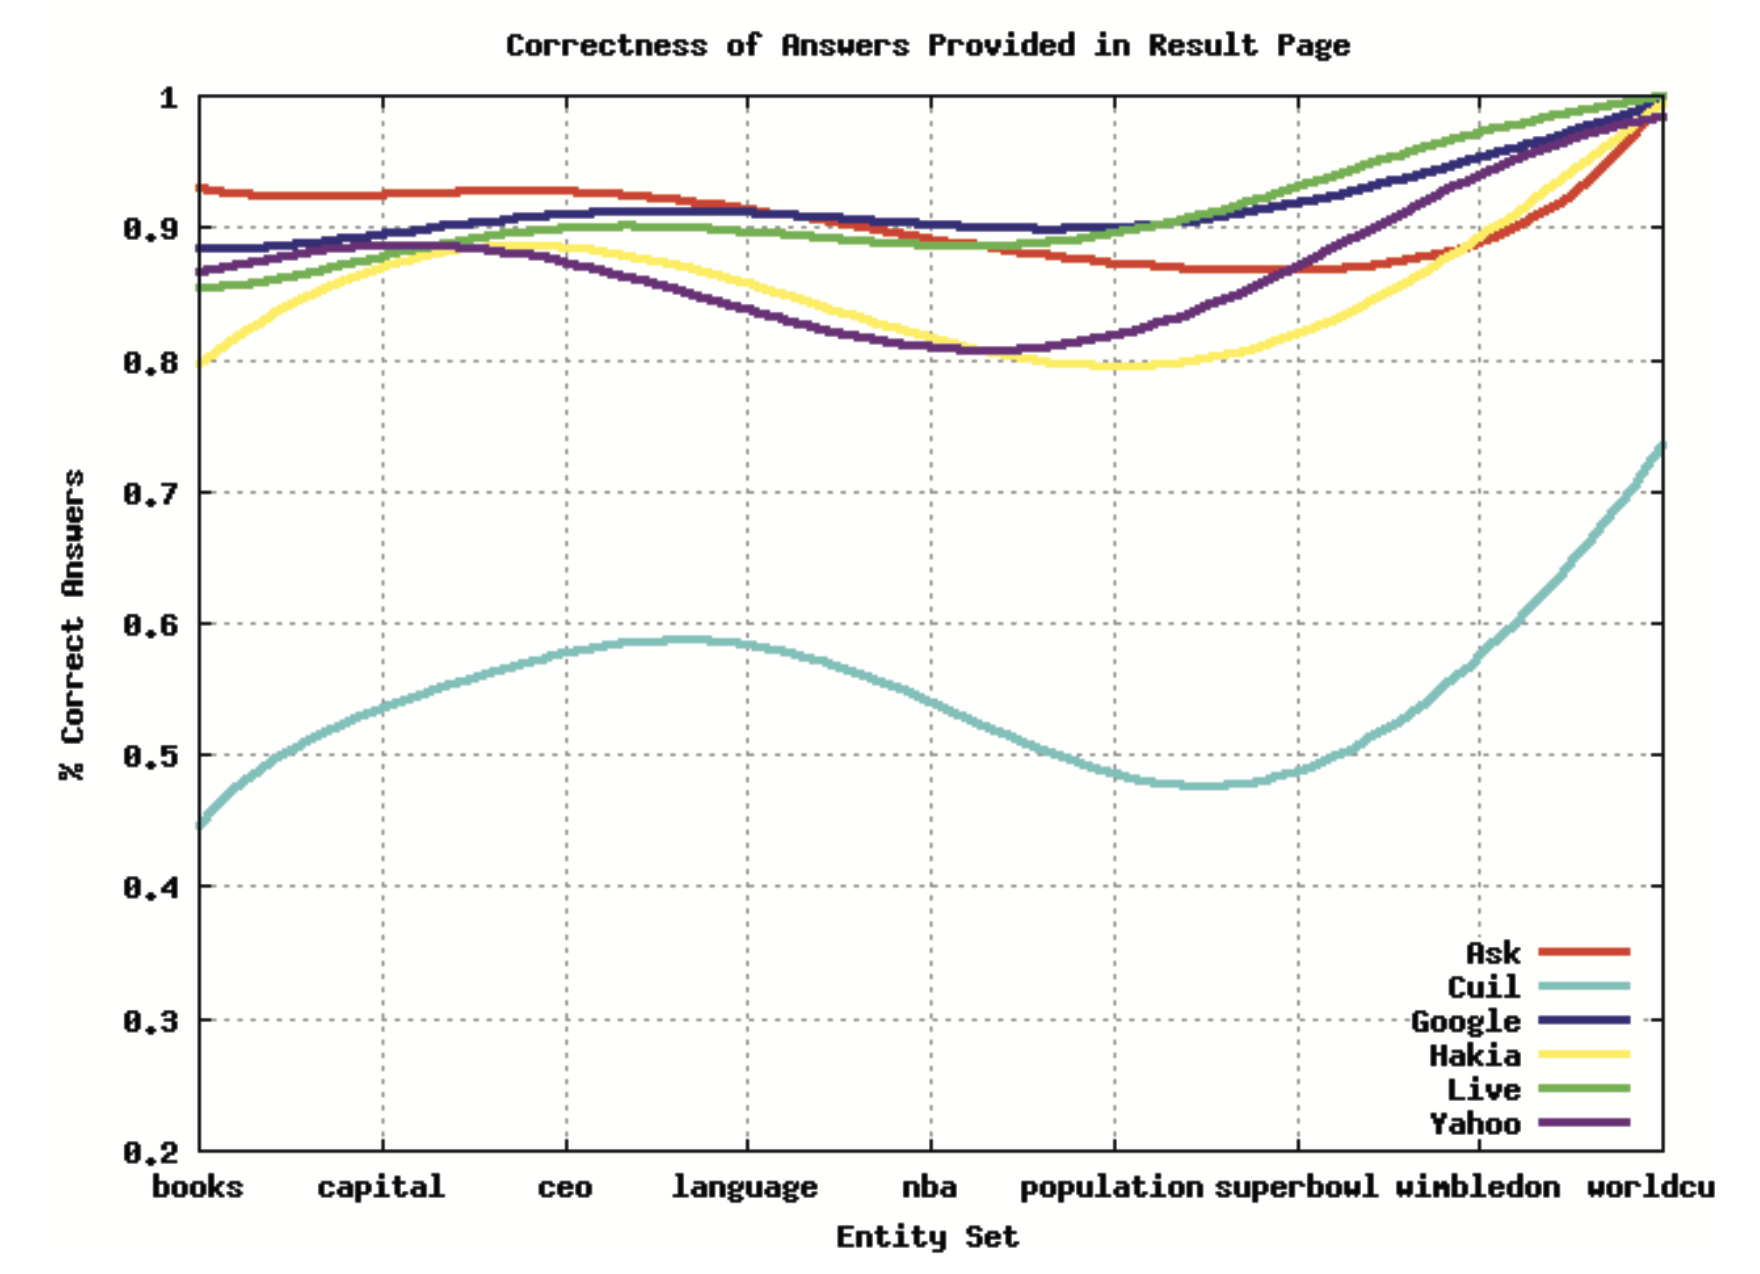 Correctness of Answers Provided in Result Page
1
0.9
0.8
0.7
0.6
0.5
0.4
0.3
0.2
% Correct Answers
Ask
Cuil
Google
Hakia
Live
Yahoo
books capital ceo language nba population superbowl wimbledon worldcu
Entity Set